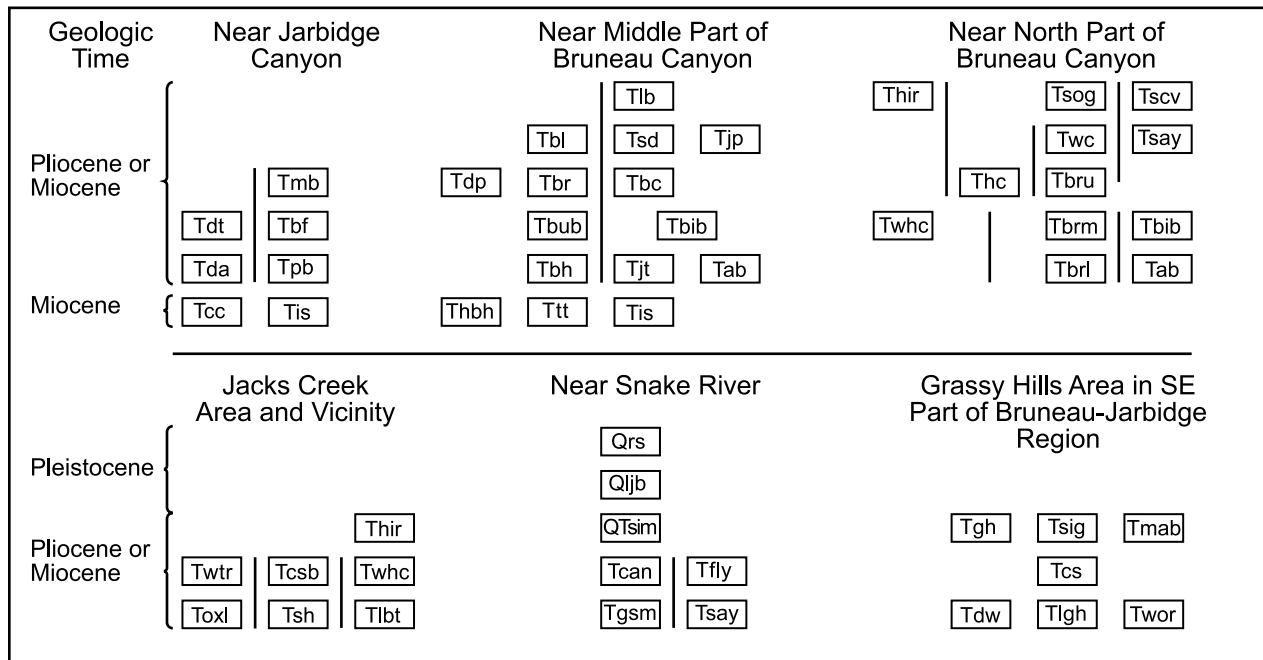 Geologic Time
Near Jarbidge Canyon
Near Middle Part of Bruneau Canyon
Near North Part of Bruneau Canyon
Tlb Thir Tsog Tscv
Tbl Tsd Tjp Twc Tsay
Pliocene or Miocene
Tmb Tdp Tbr Tbc Thc Tbru
Tdt Tbf Tbub Tbib Twhc Tbrm Tbib
Tda Tpb Tbh Tjt Tab Tbrl Tab
Miocene
Tcc Tis Thbh Ttt Tis
Jacks Creek Area and Vicinity
Near Snake River
Grassy Hills Area in SE Part of Bruneau-Jarbidge Region
Pleistocene
Qrs
Qljb
Pliocene or Miocene
Thir QTsim Tgh Tsig Tmab
Twtr Tcsb Twhc Tcan Tfly Tcs
Toxl Tsh Tlbt Tgsm Tsay Tdw Tlgh Twor